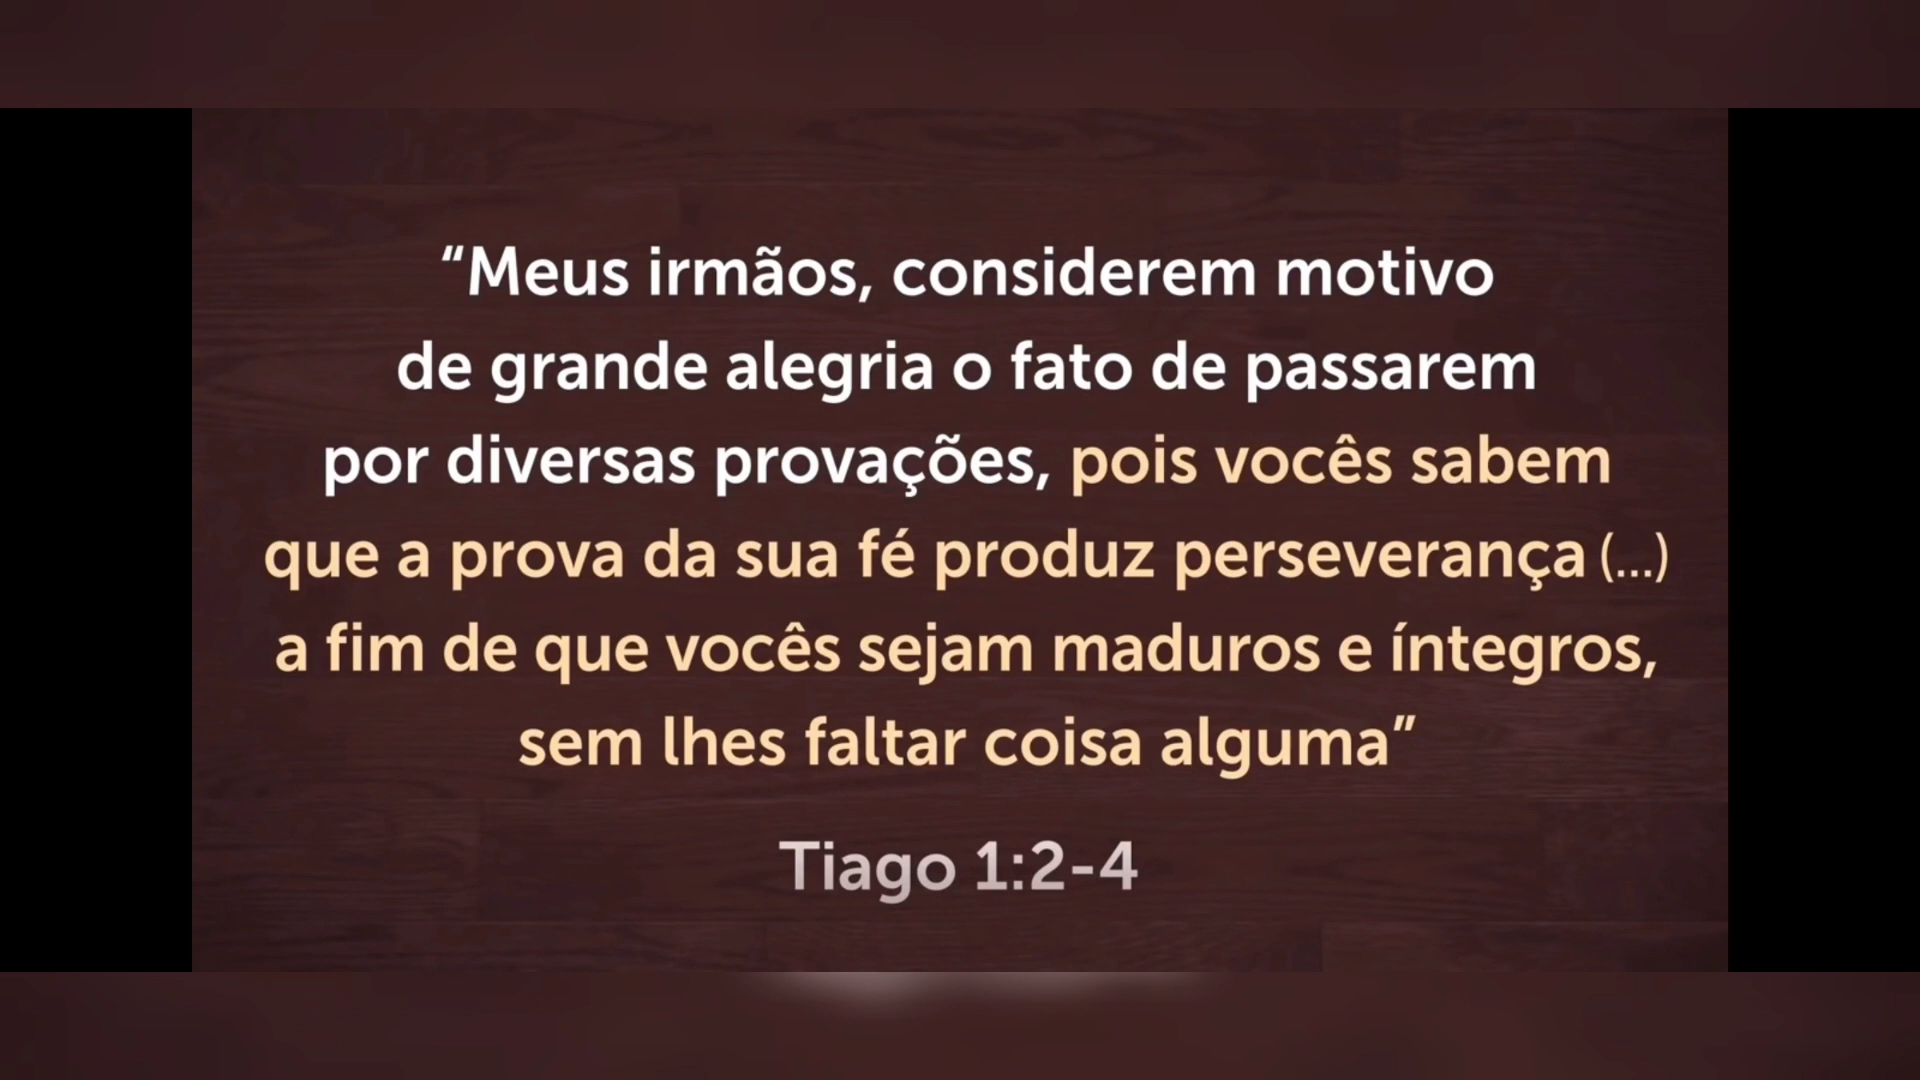 “Meus irmãos, considerem motivo
de grande alegria o fato de passarem
por diversas provações, pois vocês sabem
que a prova da sua fé produz perseverança (...)
a fim de que vocês sejam maduros e íntegros,
sem lhes faltar coisa alguma”
Tiago 1:2-4